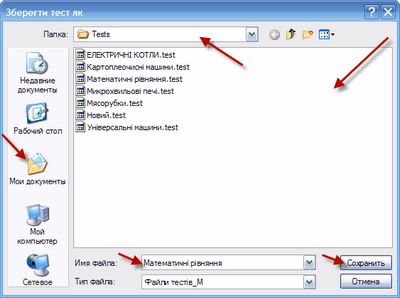 Зберегти тест як
Папка: Tests
ЕЛЕКТРИЧНІ КОТЛИ.test
Картоплеочисні машини.test
Математичні рівняння.test
Микрохвильові печі.test
Мясорубки.test
Новий.test
Універсальні машини.test
Недавние документы
Рабочий стол
Мои документы
Мой компьютер
Сетевое
Имя файла: Математичні рівняння Сохранить
Тип файла: Файли тестів_М Отмена